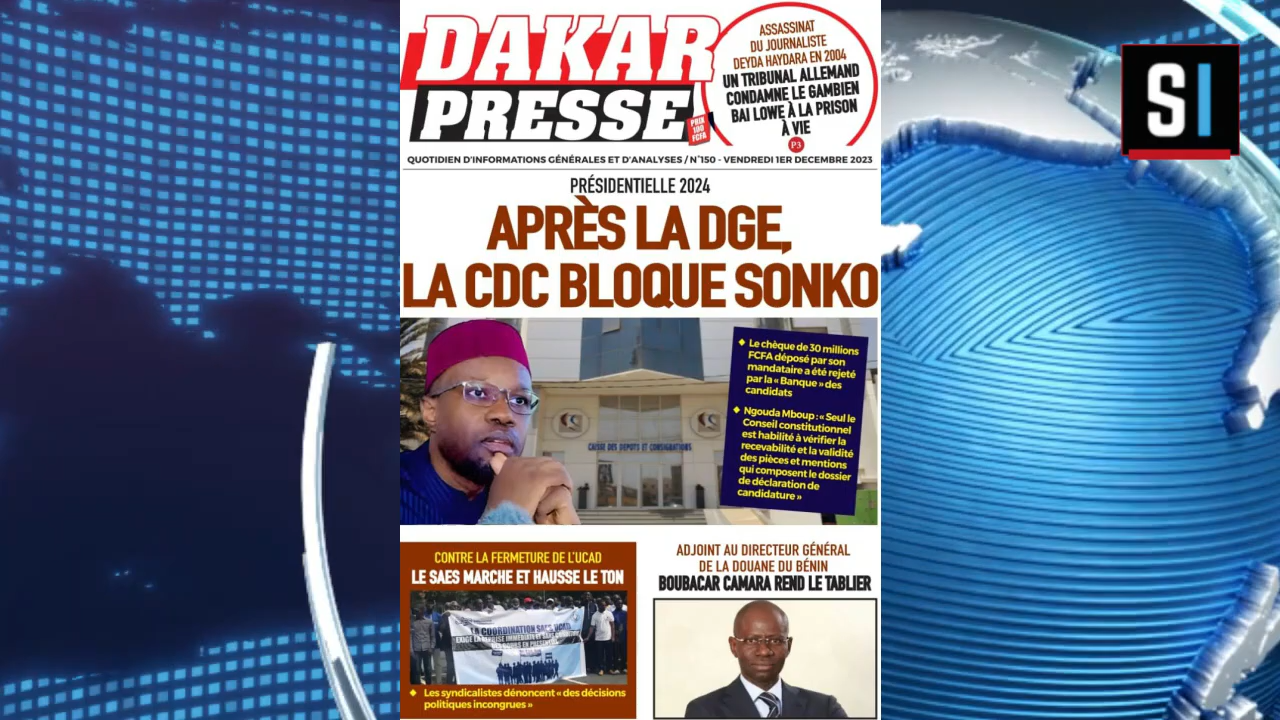 DAKAR
PRESSE
PRIX
100
FCFA
ASSASSINAT
DU JOURNALISTE
DEYDA HAYDARA EN 2004
UN TRIBUNAL ALLEMAND
CONDAMNE LE GAMBIEN
BAI LOWE À LA PRISON
À VIE
P3
SI
QUOTIDIEN D'INFORMATIONS GÉNÉRALES ET D'ANALYSES / N°150 - VENDREDI 1ER DECEMBRE 2023
PRÉSIDENTIELLE 2024
APRÈS LA DGE,
LA CDC BLOQUE SONKO
CAISSE DES DEPOTS ET CONSIGNATIONS
Le chèque de 30 millions
FCFA déposé par son
mandataire a été rejeté
par la « Banque » des
candidats
Ngouda Mboup : « Seul le
Conseil constitutionnel
est habilité à vérifier la
recevabilité et la validité
des pièces et mentions
qui composent le dossier
de déclaration de
candidature »
CONTRE LA FERMETURE DE L'UCAD
LE SAES MARCHE ET HAUSSE LE TON
LA COORDINATION SAES UCAD
Les syndicalistes dénoncent « des décisions
politiques incongrues »
ADJOINT AU DIRECTEUR GÉNÉRAL
DE LA DOUANE DU BÉNIN
BOUBACAR CAMARA REND LE TABLIER